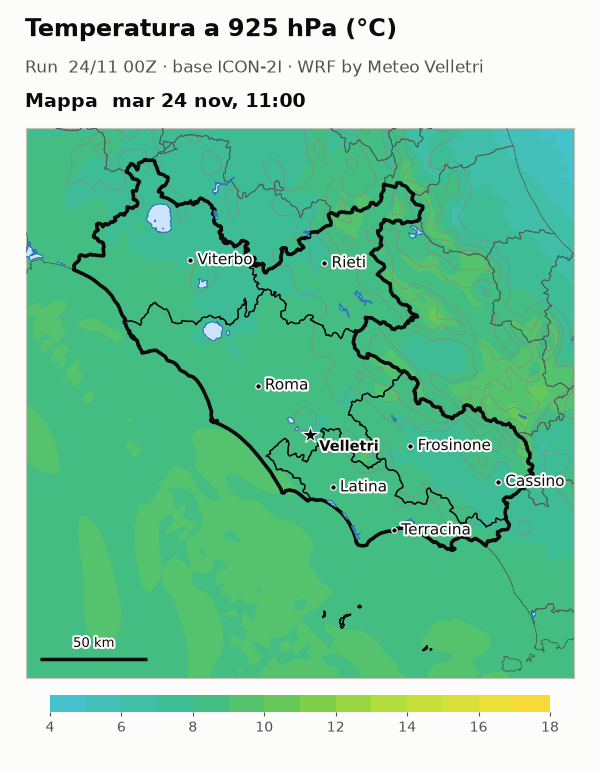 Temperatura a 925 hPa (°C)
Run  24/11 00Z · base ICON-2I · WRF by Meteo Velletri
Mappa  mar 24 nov, 11:00
Viterbo
Rieti
Roma
Velletri
Frosinone
Latina
Cassino
Terracina
50 km
4 6 8 10 12 14 16 18